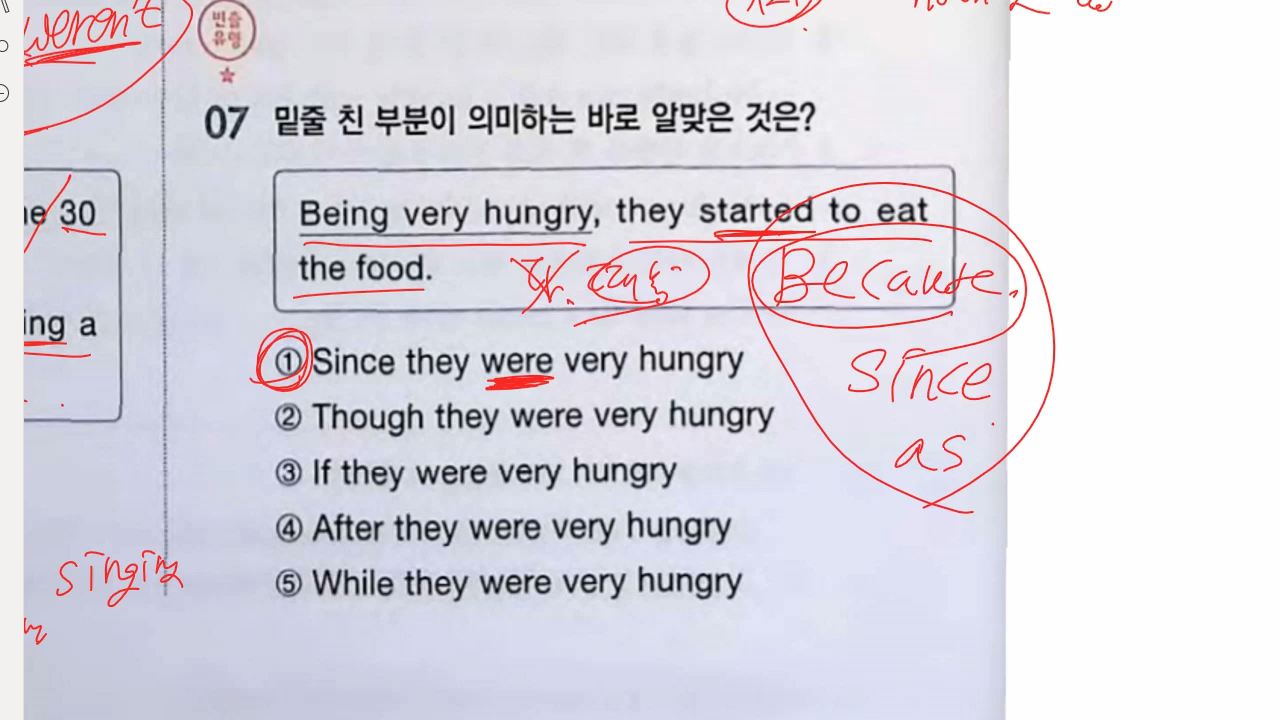 weren't
빈출
유형
07 밑줄 친 부분이 의미하는 바로 알맞은 것은?
30
ing a
Being very hungry, they started to eat
the food.
Because
since
as
① Since they were very hungry
② Though they were very hungry
③ If they were very hungry
④ After they were very hungry
⑤ While they were very hungry
singing